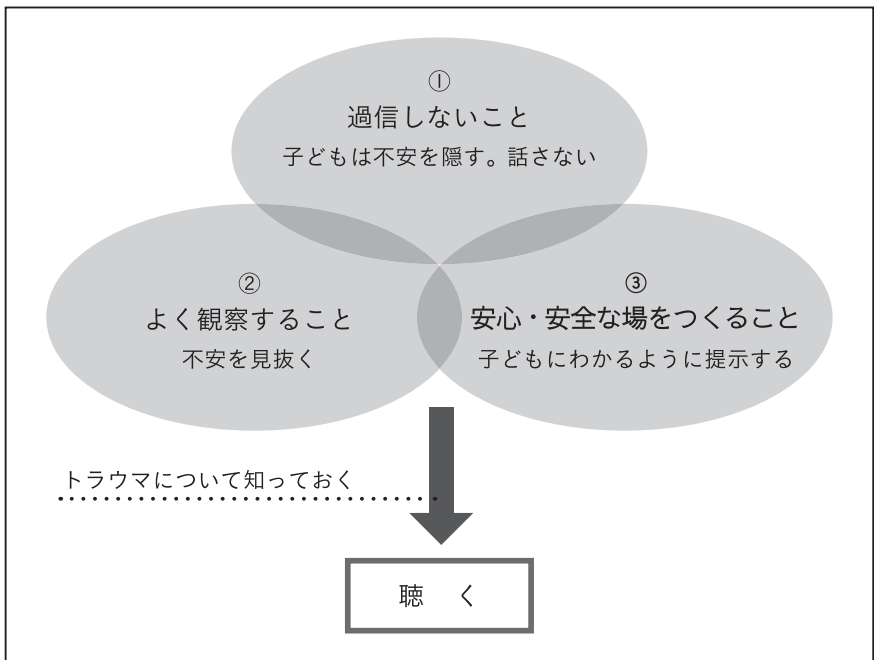 ①
過信しないこと
子どもは不安を隠す。話さない
②
よく観察すること
不安を見抜く
③
安心・安全な場をつくること
子どもにわかるように提示する
トラウマについて知っておく
聴　く